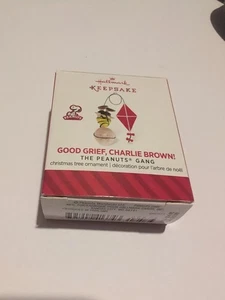 Hallmark
KEEPSAKE
GOOD GRIEF, CHARLIE BROWN!
THE PEANUTS® GANG
christmas tree ornament | décoration pour l'arbre de noël